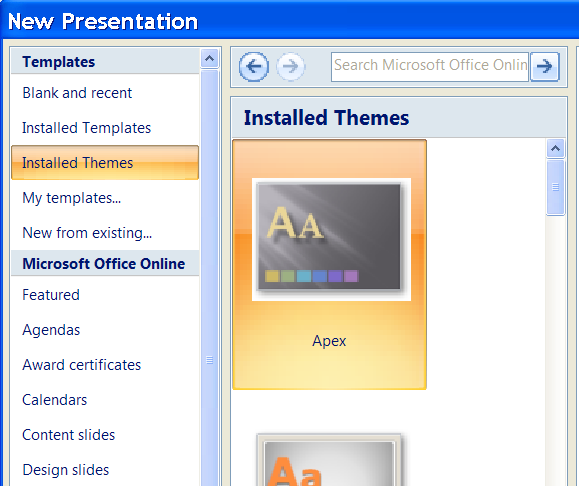 New Presentation
Templates
Blank and recent
Installed Templates
Installed Themes
My templates...
New from existing...
Microsoft Office Online
Featured
Agendas
Award certificates
Calendars
Content slides
Design slides
Search Microsoft Office Onlin
Installed Themes
AA
Apex
Aa